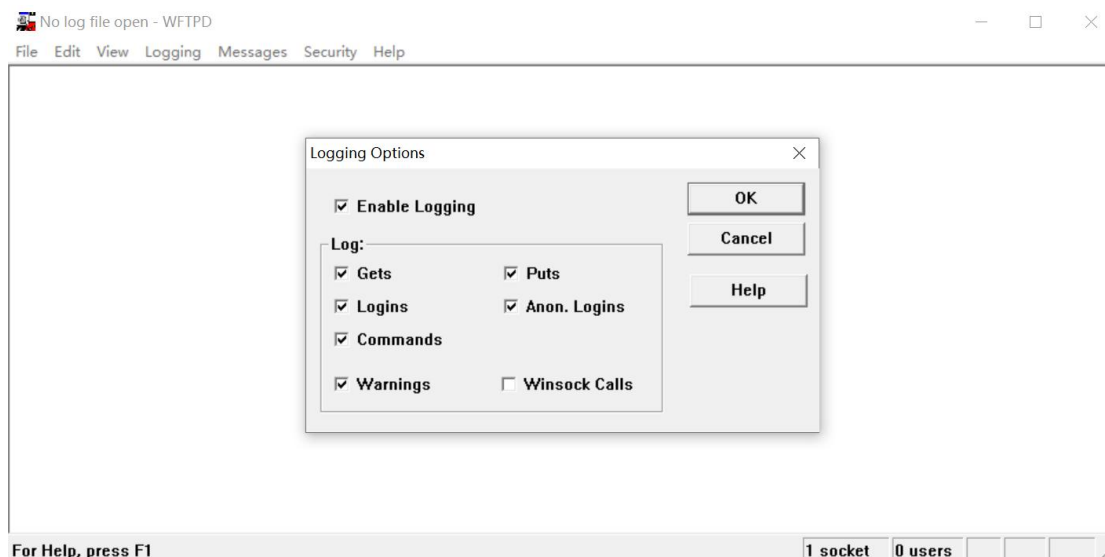 No log file open - WFTPD
File Edit View Logging Messages Security Help
Logging Options
Enable Logging
OK
Log:
Cancel
Gets Puts
Help
Logins Anon. Logins
Commands
Warnings Winsock Calls
For Help, press F1 1 socket 0 users